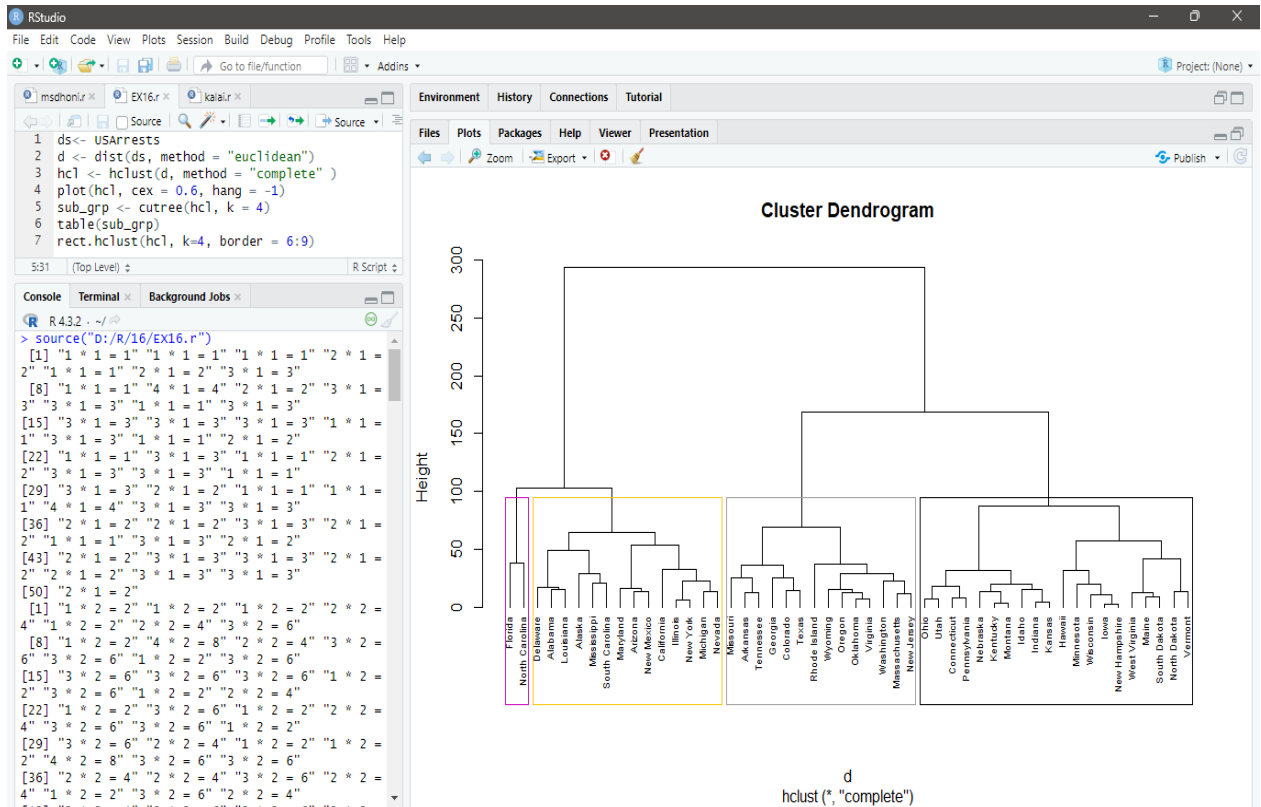 RStudio
File Edit Code View Plots Session Build Debug Profile Tools Help
Go to file/function
Addins
Project: (None)
msdhoni.r
EX16.r
kalai.r
Source
Source
1 ds<- USArrests
2 d <- dist(ds, method = "euclidean")
3 hcl <- hclust(d, method = "complete" )
4 plot(hcl, cex = 0.6, hang = -1)
5 sub_grp <- cutree(hcl, k = 4)
6 table(sub_grp)
7 rect.hclust(hcl, k=4, border = 6:9)
5:31 (Top Level) R Script
Console Terminal Background Jobs
R 4.3.2 · ~/
> source("D:/R/16/EX16.r")
[1] "1 * 1 = 1" "1 * 1 = 1" "1 * 1 = 1" "2 * 1 =
2" "1 * 1 = 1" "2 * 1 = 2" "3 * 1 = 3"
[8] "1 * 1 = 1" "4 * 1 = 4" "2 * 1 = 2" "3 * 1 =
3" "3 * 1 = 3" "1 * 1 = 1" "3 * 1 = 3"
[15] "3 * 1 = 3" "3 * 1 = 3" "3 * 1 = 3" "1 * 1 =
1" "3 * 1 = 3" "1 * 1 = 1" "2 * 1 = 2"
[22] "1 * 1 = 1" "3 * 1 = 3" "1 * 1 = 1" "2 * 1 =
2" "3 * 1 = 3" "3 * 1 = 3" "1 * 1 = 1"
[29] "3 * 1 = 3" "2 * 1 = 2" "1 * 1 = 1" "1 * 1 =
1" "4 * 1 = 4" "3 * 1 = 3" "3 * 1 = 3"
[36] "2 * 1 = 2" "2 * 1 = 2" "3 * 1 = 3" "2 * 1 =
2" "1 * 1 = 1" "3 * 1 = 3" "2 * 1 = 2"
[43] "2 * 1 = 2" "3 * 1 = 3" "3 * 1 = 3" "2 * 1 =
2" "2 * 1 = 2" "3 * 1 = 3" "3 * 1 = 3"
[50] "2 * 1 = 2"
[1] "1 * 2 = 2" "1 * 2 = 2" "1 * 2 = 2" "2 * 2 =
4" "1 * 2 = 2" "2 * 2 = 4" "3 * 2 = 6"
[8] "1 * 2 = 2" "4 * 2 = 8" "2 * 2 = 4" "3 * 2 =
6" "3 * 2 = 6" "1 * 2 = 2" "3 * 2 = 6"
[15] "3 * 2 = 6" "3 * 2 = 6" "3 * 2 = 6" "1 * 2 =
2" "3 * 2 = 6" "1 * 2 = 2" "2 * 2 = 4"
[22] "1 * 2 = 2" "3 * 2 = 6" "1 * 2 = 2" "2 * 2 =
4" "3 * 2 = 6" "3 * 2 = 6" "1 * 2 = 2"
[29] "3 * 2 = 6" "2 * 2 = 4" "1 * 2 = 2" "1 * 2 =
2" "4 * 2 = 8" "3 * 2 = 6" "3 * 2 = 6"
[36] "2 * 2 = 4" "2 * 2 = 4" "3 * 2 = 6" "2 * 2 =
4" "1 * 2 = 2" "3 * 2 = 6" "2 * 2 = 4"
Environment History Connections Tutorial
Files Plots Packages Help Viewer Presentation
Zoom Export Publish
Cluster Dendrogram
Height
300
250
200
150
100
50
0
Florida
North Carolina
Delaware
Alabama
Louisiana
Alaska
Mississippi
South Carolina
Maryland
Arizona
New Mexico
California
Illinois
New York
Michigan
Nevada
Missouri
Arkansas
Tennessee
Georgia
Colorado
Texas
Rhode Island
Wyoming
Oregon
Oklahoma
Virginia
Washington
Massachusetts
New Jersey
Ohio
Utah
Connecticut
Pennsylvania
Nebraska
Kentucky
Montana
Idaho
Indiana
Kansas
Hawaii
Minnesota
Wisconsin
Iowa
New Hampshire
West Virginia
Maine
South Dakota
North Dakota
Vermont
d
hclust (*, "complete")